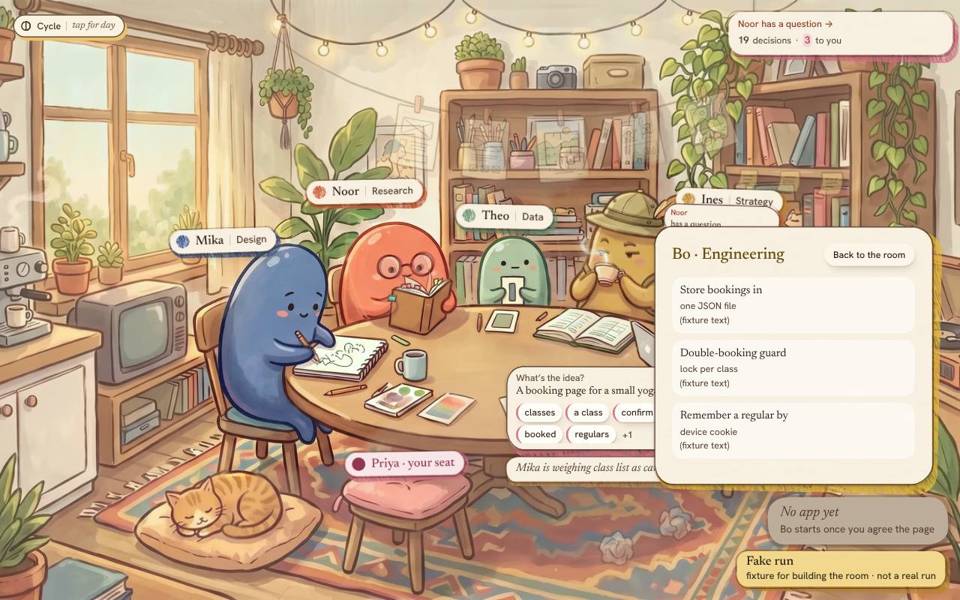 Cycle | tap for day
Noor has a question →
19 decisions · 3 to you
Noor | Research
Ines | Strategy
Theo | Data
Noor
has a question
Mika | Design
Bo · Engineering
Back to the room
Store bookings in
one JSON file
(fixture text)
Double-booking guard
lock per class
(fixture text)
Remember a regular by
device cookie
(fixture text)
What's the idea?
A booking page for a small yog
classes
a class
confirm
booked
regulars
+1
Mika is weighing class list as ca
Priya · your seat
No app yet
Bo starts once you agree the page
Fake run
fixture for building the room · not a real run